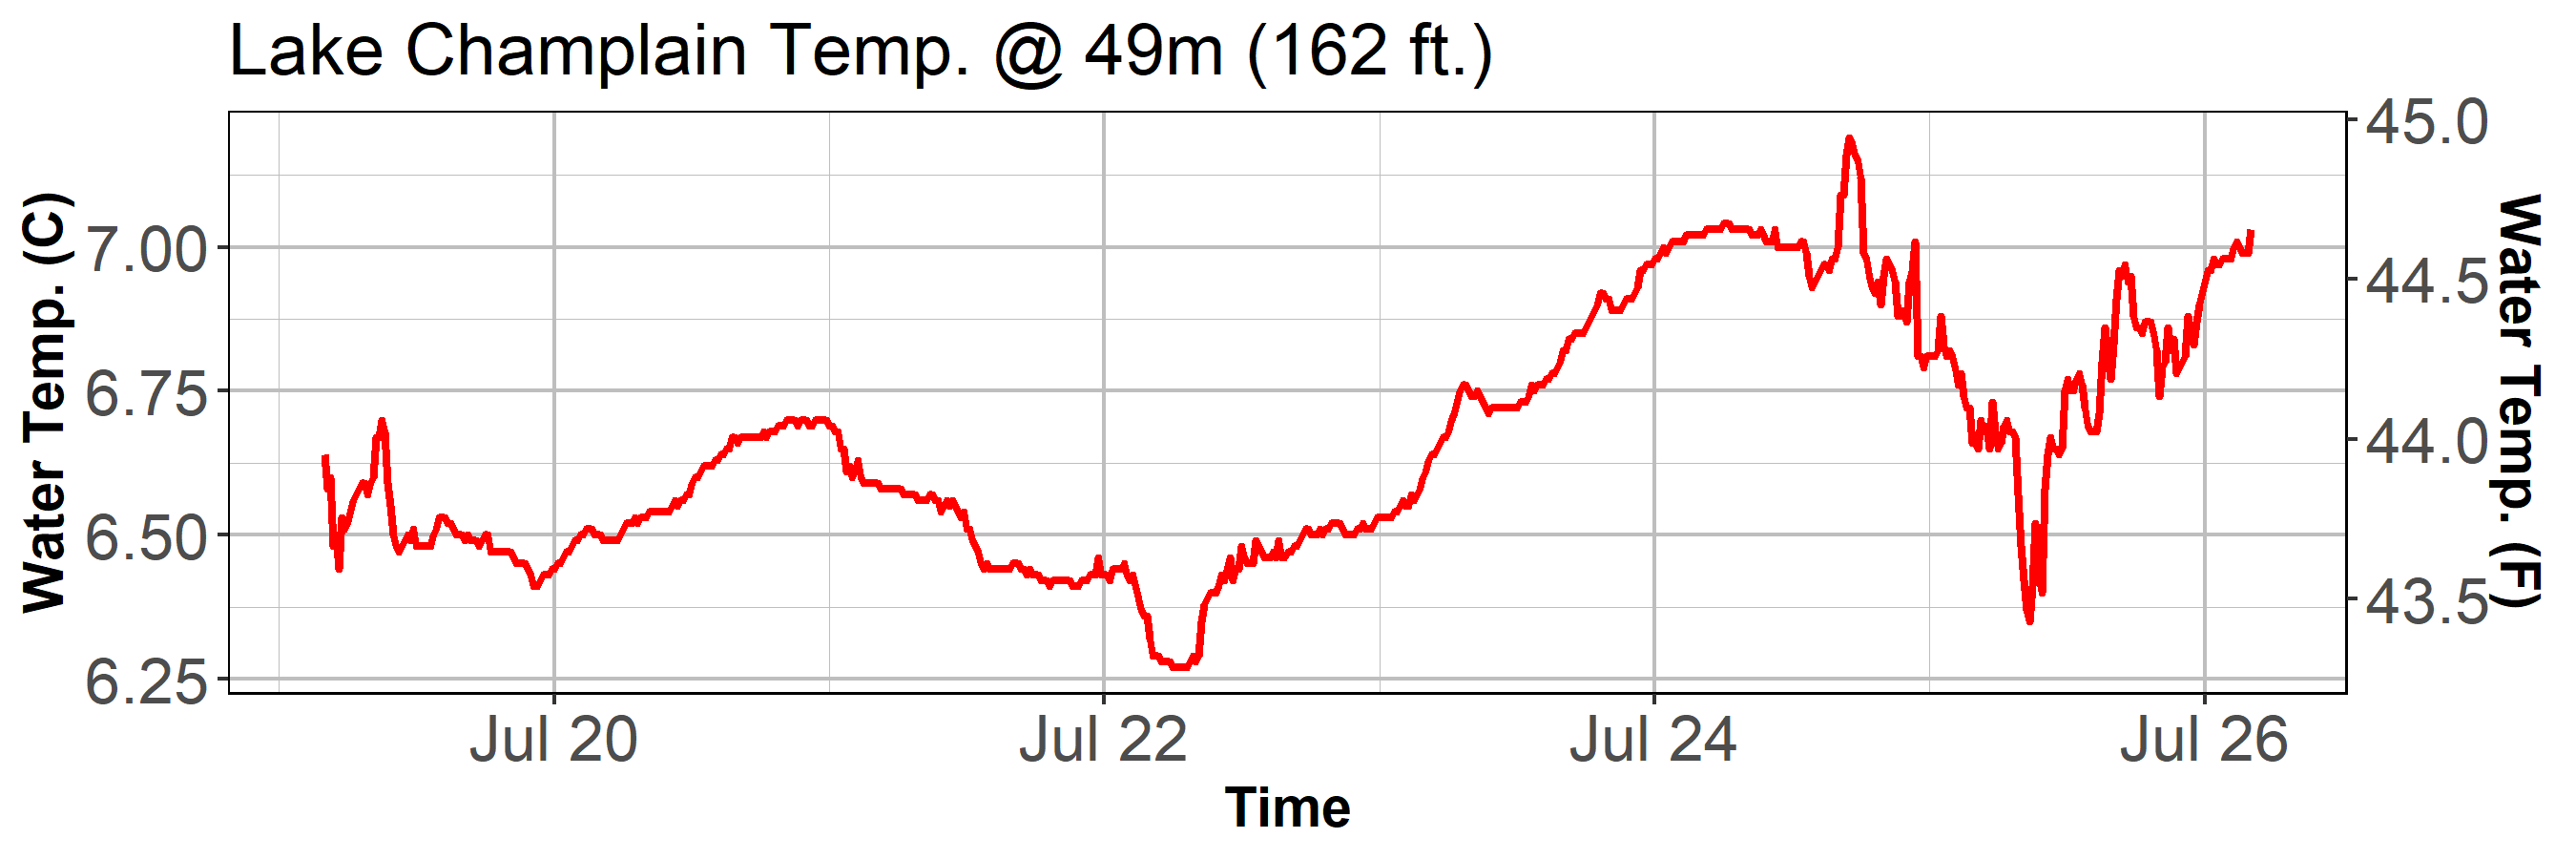 Lake Champlain Temp. @ 49m (162 ft.)
Water Temp. (C)
7.00
6.75
6.50
6.25
45.0
44.5
44.0
43.5
Water Temp. (F)
Jul 20
Jul 22
Jul 24
Jul 26
Time